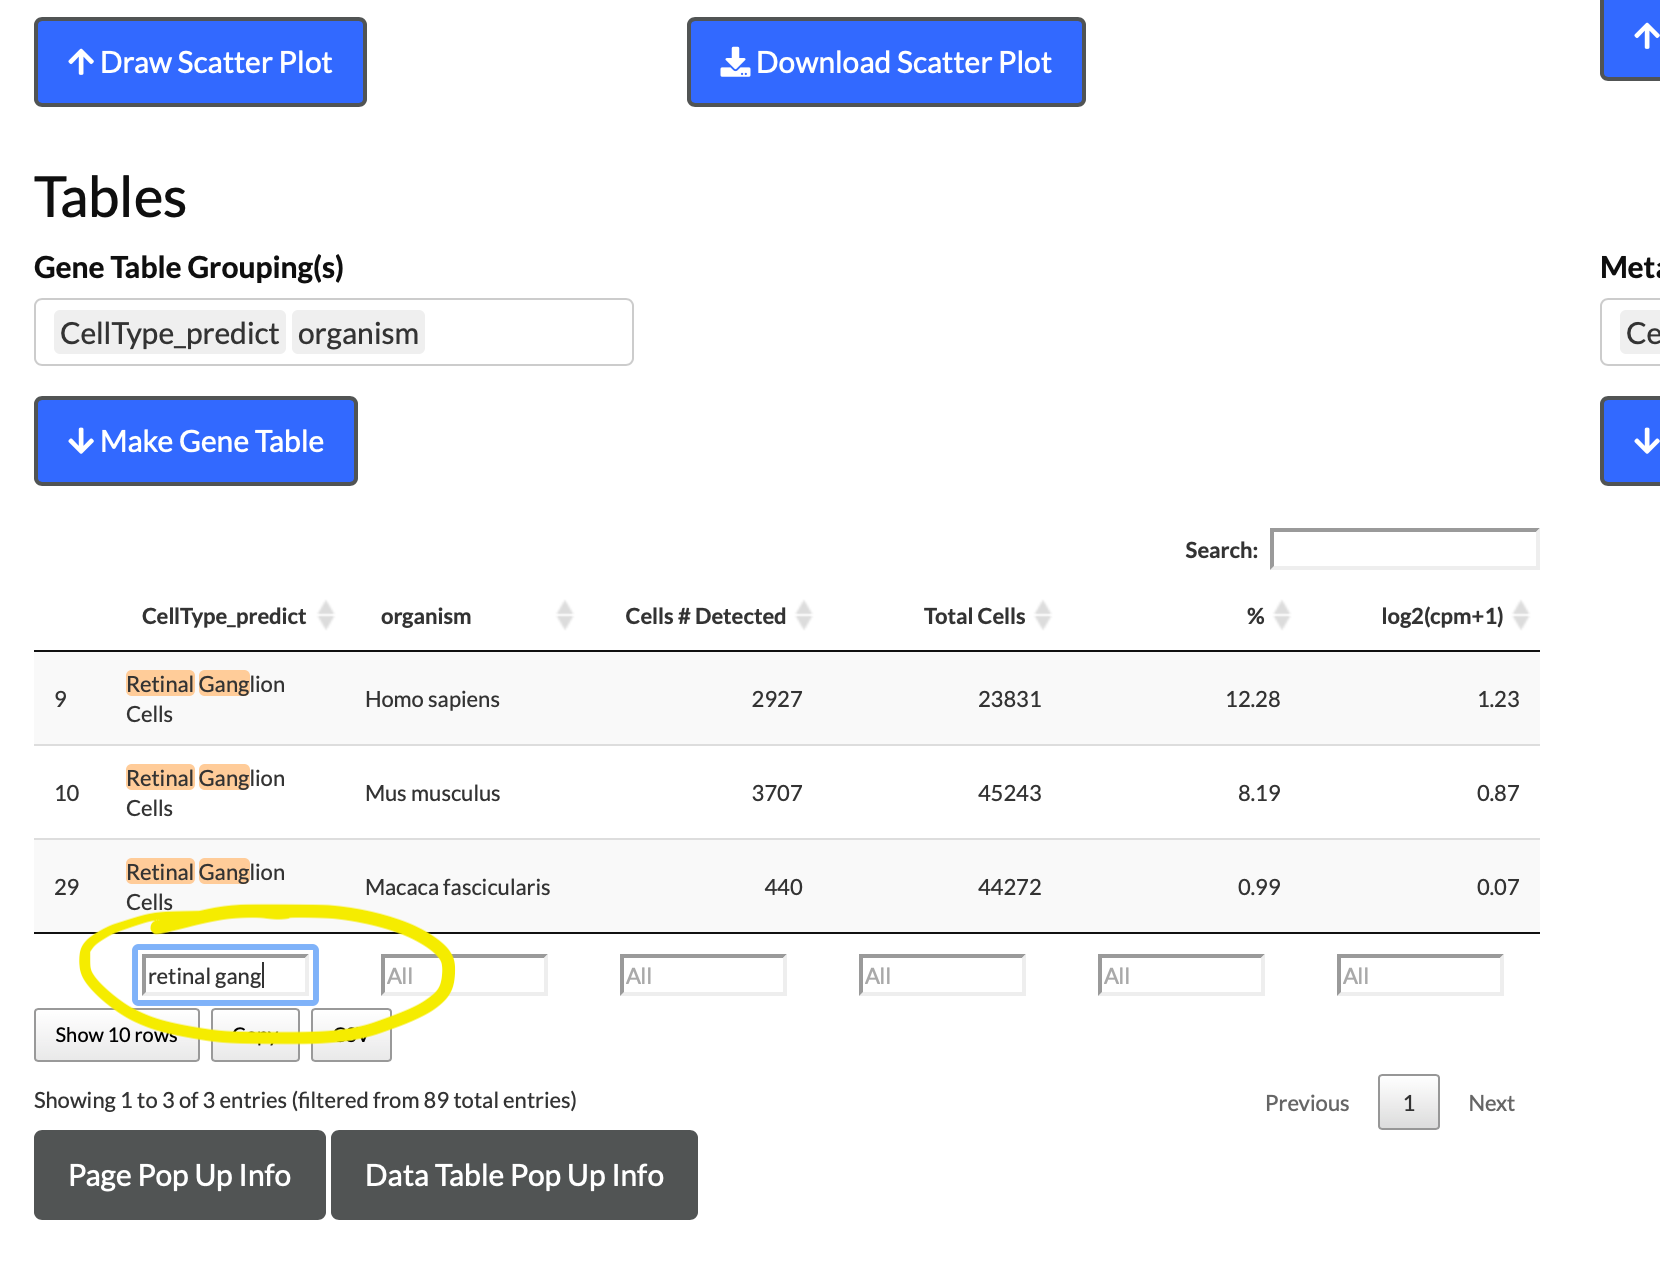 Draw Scatter Plot
Download Scatter Plot
Tables
Gene Table Grouping(s)
Meta
CellType_predict organism
Ce
Make Gene Table
Search:
CellType_predict organism Cells # Detected Total Cells % log2(cpm+1)
9 Retinal Ganglion Cells Homo sapiens 2927 23831 12.28 1.23
10 Retinal Ganglion Cells Mus musculus 3707 45243 8.19 0.87
29 Retinal Ganglion Cells Macaca fascicularis 440 44272 0.99 0.07
retinal gang All All All All All
Show 10 rows Copy CSV
Showing 1 to 3 of 3 entries (filtered from 89 total entries)
Previous 1 Next
Page Pop Up Info
Data Table Pop Up Info